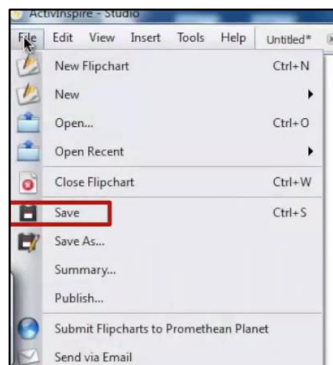 ActivInspire - Studio
File Edit View Insert Tools Help Untitled*
New Flipchart Ctrl+N
New
Open... Ctrl+O
Open Recent
Close Flipchart Ctrl+W
Save Ctrl+S
Save As...
Summary...
Publish...
Submit Flipcharts to Promethean Planet
Send via Email